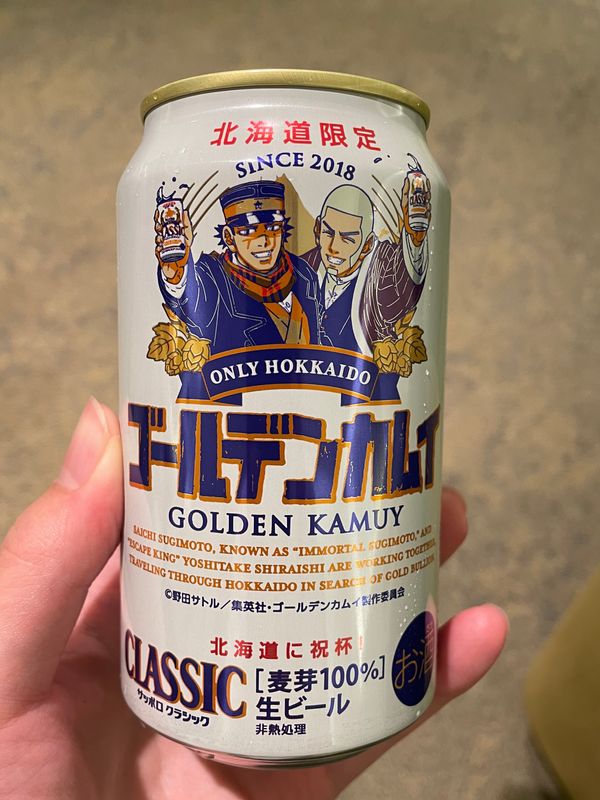 北海道限定
SINCE 2018
ONLY HOKKAIDO
ゴールデンカムイ
GOLDEN KAMUY
SAICHI SUGIMOTO, KNOWN AS "IMMORTAL SUGIMOTO," AND
"ESCAPE KING" YOSHITAKE SHIRAISHI ARE WORKING TOGETHER,
TRAVELING THROUGH HOKKAIDO IN SEARCH OF GOLD BULLION
©野田サトル／集英社・ゴールデンカムイ製作委員会
北海道に祝杯!
CLASSIC
サッポロ クラシック
[麦芽100%]
生ビール
非熱処理
お酒